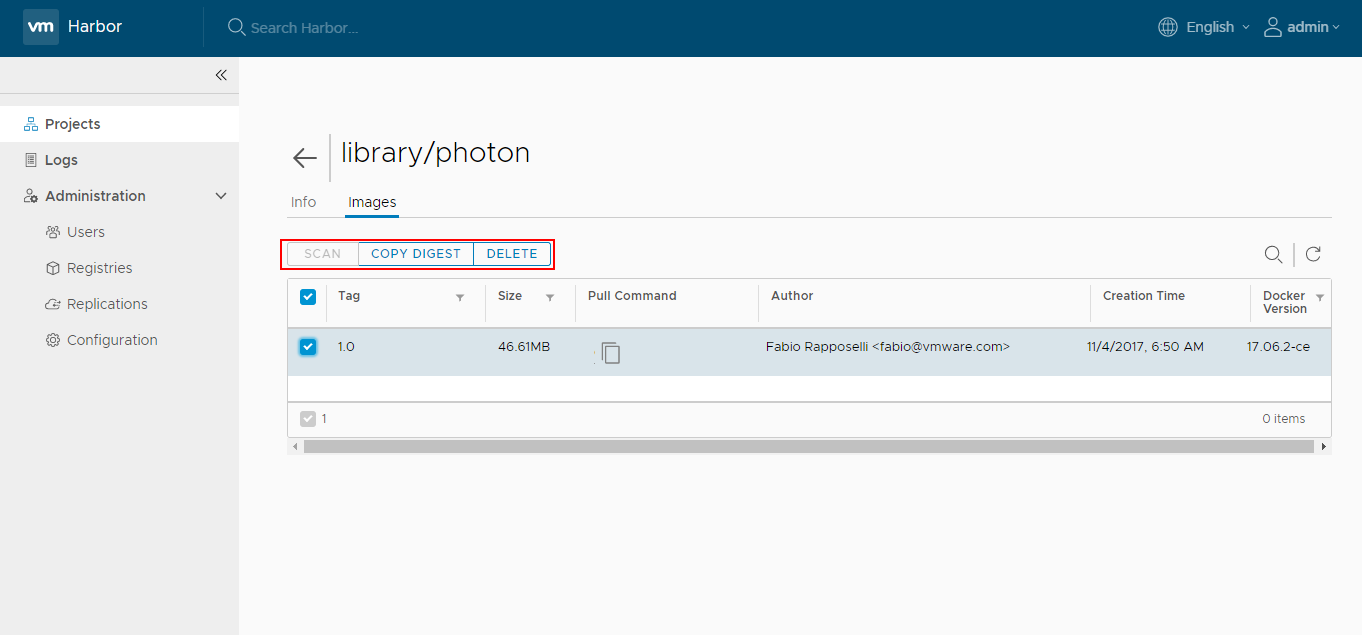 vm Harbor Search Harbor... English admin
Projects
Logs
Administration
Users
Registries
Replications
Configuration
library/photon
Info Images
SCAN COPY DIGEST DELETE
Tag Size Pull Command Author Creation Time Docker
Version
1.0 46.61MB Fabio Rapposelli <fabio@vmware.com> 11/4/2017, 6:50 AM 17.06.2-ce
1 0 items